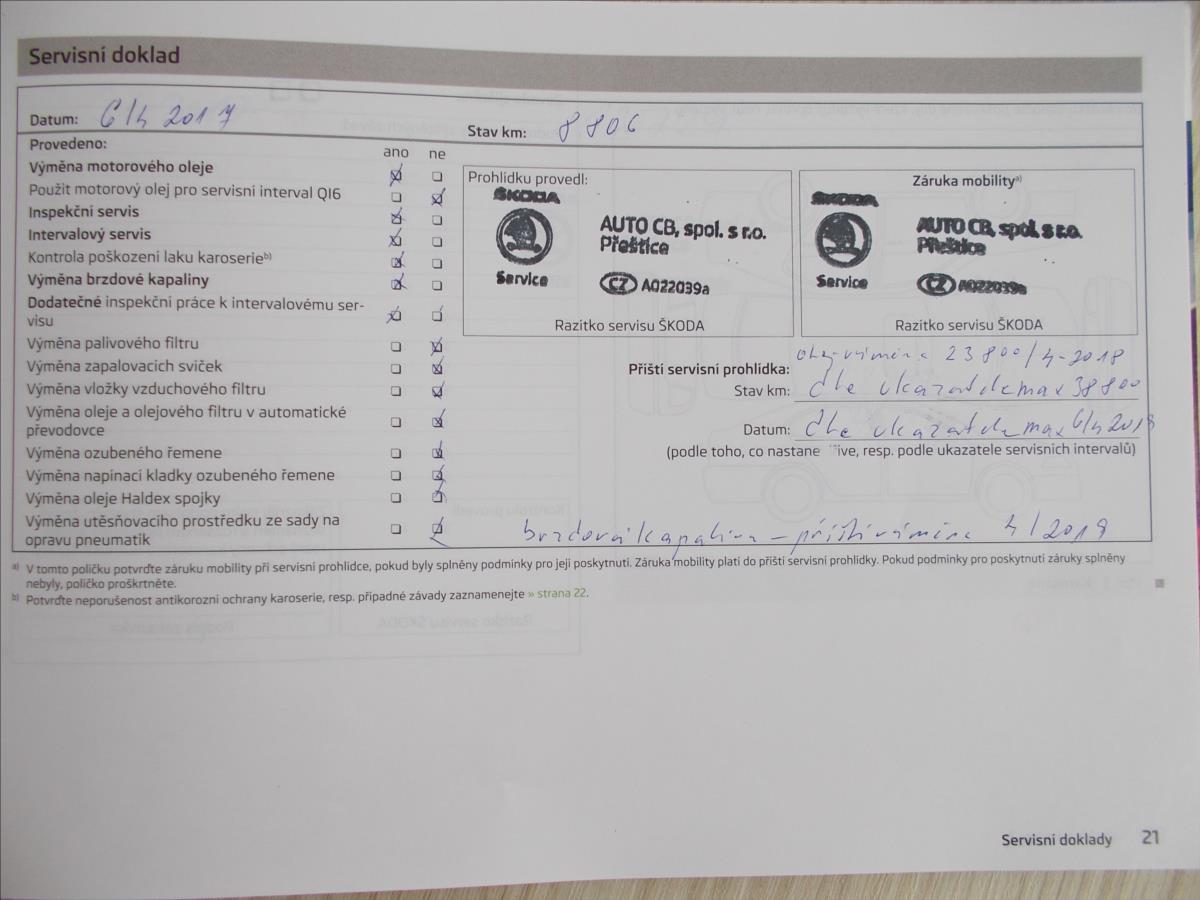 Servisní doklad
Datum: 6/4 2017
Stav km: 8806
Provedeno:
ano ne
Výměna motorového oleje
Použit motorový olej pro servisní interval QI6
Inspekční servis
Intervalový servis
Kontrola poškození laku karoserieb)
Výměna brzdové kapaliny
Dodatečné inspekční práce k intervalovému ser-
visu
Výměna palivového filtru
Výměna zapalovacích svíček
Výměna vložky vzduchového filtru
Výměna oleje a olejového filtru v automatické
převodovce
Výměna ozubeného řemene
Výměna napínací kladky ozubeného řemene
Výměna oleje Haldex spojky
Výměna utěsňovacího prostředku ze sady na
opravu pneumatik
Prohlídku provedl:
ŠKODA
AUTO CB, spol. s r.o.
Přeštice
Service
CZ A022039a
Razítko servisu ŠKODA
Záruka mobilitya)
ŠKODA
AUTO CB, spol. s r.o.
Přeštice
Service
CZ A022039a
Razítko servisu ŠKODA
výměna 23800/4-2018
Příští servisní prohlídka:
Stav km: dle ukazatele max 38800
Datum: dle ukazatele max 6/4 2019
(podle toho, co nastane íve, resp. podle ukazatele servisních intervalů)
brzdová kapalina - příští výměna 4/2019
a) V tomto políčku potvrďte záruku mobility při servisní prohlídce, pokud byly splněny podmínky pro její poskytnutí. Záruka mobility platí do příští servisní prohlídky. Pokud podmínky pro poskytnutí záruky splněny
nebyly, políčko proškrtněte.
b) Potvrďte neporušenost antikorozní ochrany karoserie, resp. případné závady zaznamenejte » strana 22.
Servisní doklady 21